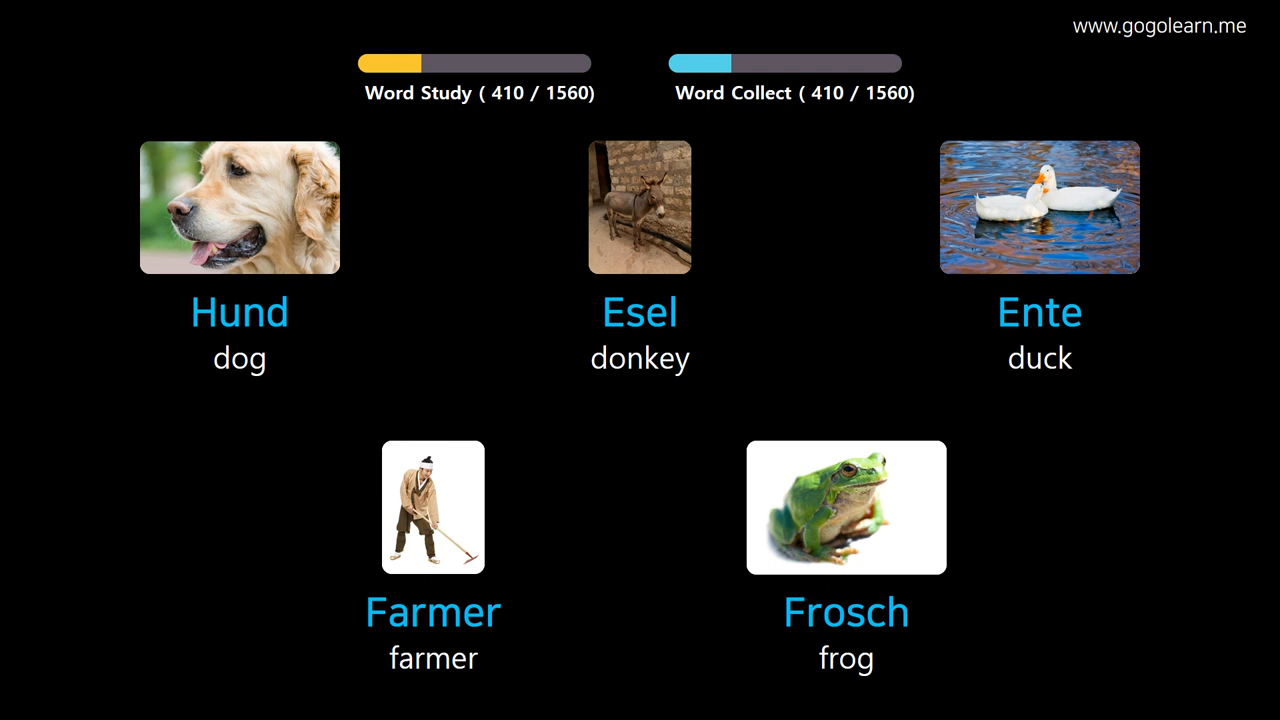 www.gogolearn.me
Word Study ( 410 / 1560)
Word Collect ( 410 / 1560)
Hund
dog
Esel
donkey
Ente
duck
Farmer
farmer
Frosch
frog